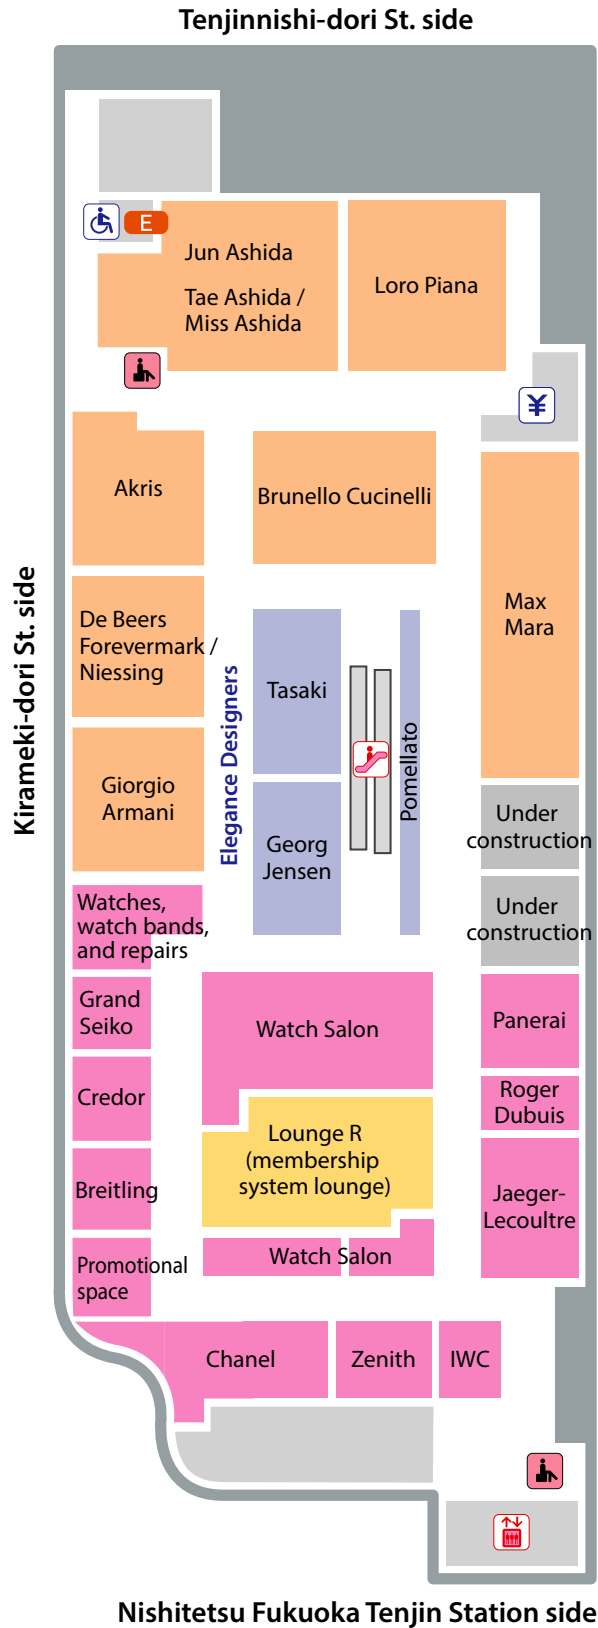 Tenjinnishi-dori St. side
E
Jun Ashida
Tae Ashida /
Miss Ashida
Loro Piana
¥
Akris
Brunello Cucinelli
Max
Mara
De Beers
Forevermark /
Niessing
Tasaki
Kirameki-dori St. side
Elegance Designers
Pomellato
Giorgio
Armani
Georg
Jensen
Under
construction
Under
construction
Watches,
watch bands,
and repairs
Grand
Seiko
Watch Salon
Panerai
Credor
Roger
Dubuis
Lounge R
(membership
system lounge)
Breitling
Jaeger-
Lecoultre
Promotional
space
Watch Salon
Chanel
Zenith
IWC
Nishitetsu Fukuoka Tenjin Station side